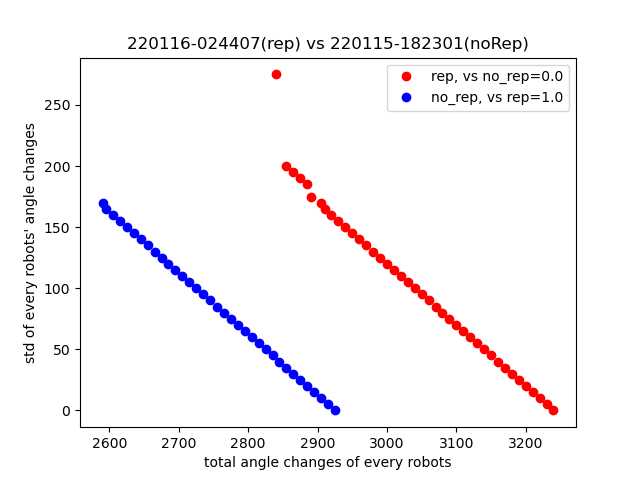 220116-024407(rep) vs 220115-182301(noRep)
rep, vs no_rep=0.0
no_rep, vs rep=1.0
std of every robots' angle changes
250
200
150
100
50
0
2600 2700 2800 2900 3000 3100 3200
total angle changes of every robots